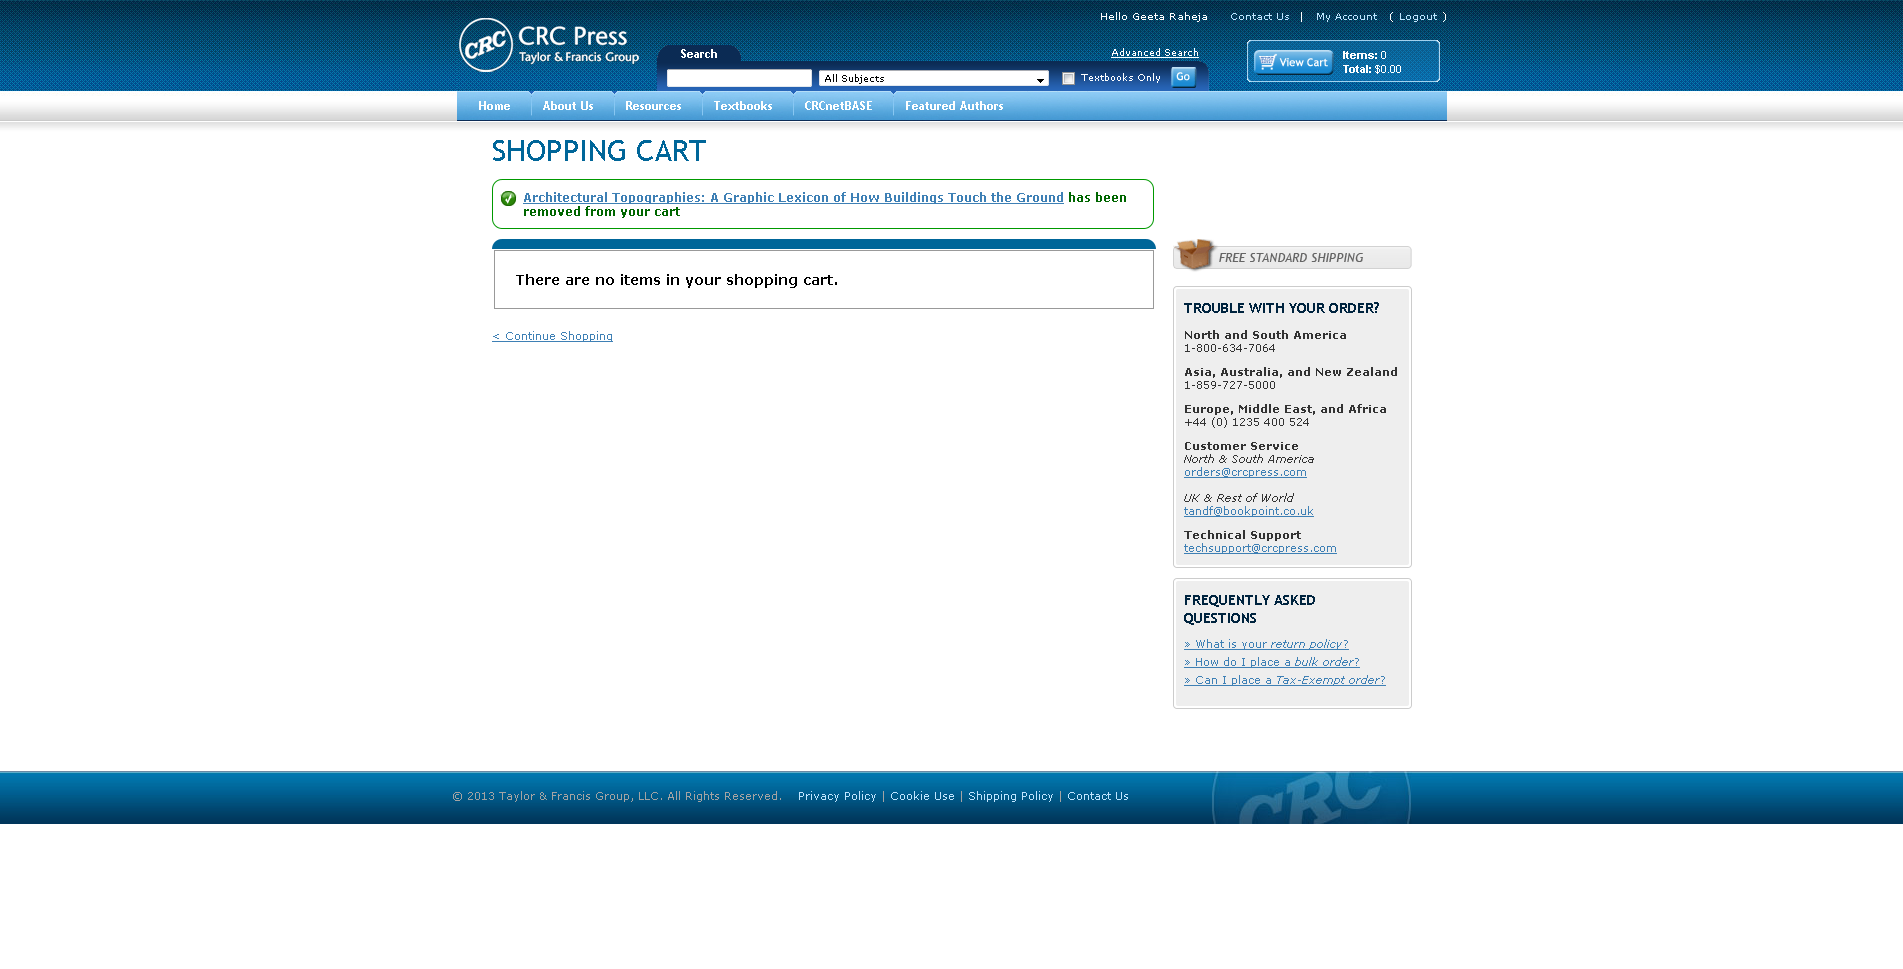 Hello Geeta Raheja Contact Us | My Account ( Logout )
CRC CRC Press
Taylor & Francis Group
Search Advanced Search
All Subjects Textbooks Only Go
View Cart Items: 0
Total: $0.00
Home About Us Resources Textbooks CRCnetBASE Featured Authors
SHOPPING CART
Architectural Topographies: A Graphic Lexicon of How Buildings Touch the Ground has been
removed from your cart
There are no items in your shopping cart.
< Continue Shopping
FREE STANDARD SHIPPING
TROUBLE WITH YOUR ORDER?
North and South America
1-800-634-7064
Asia, Australia, and New Zealand
1-859-727-5000
Europe, Middle East, and Africa
+44 (0) 1235 400 524
Customer Service
North & South America
orders@crcpress.com
UK & Rest of World
tandf@bookpoint.co.uk
Technical Support
techsupport@crcpress.com
FREQUENTLY ASKED
QUESTIONS
» What is your return policy?
» How do I place a bulk order?
» Can I place a Tax-Exempt order?
© 2013 Taylor & Francis Group, LLC. All Rights Reserved. Privacy Policy | Cookie Use | Shipping Policy | Contact Us
CRC